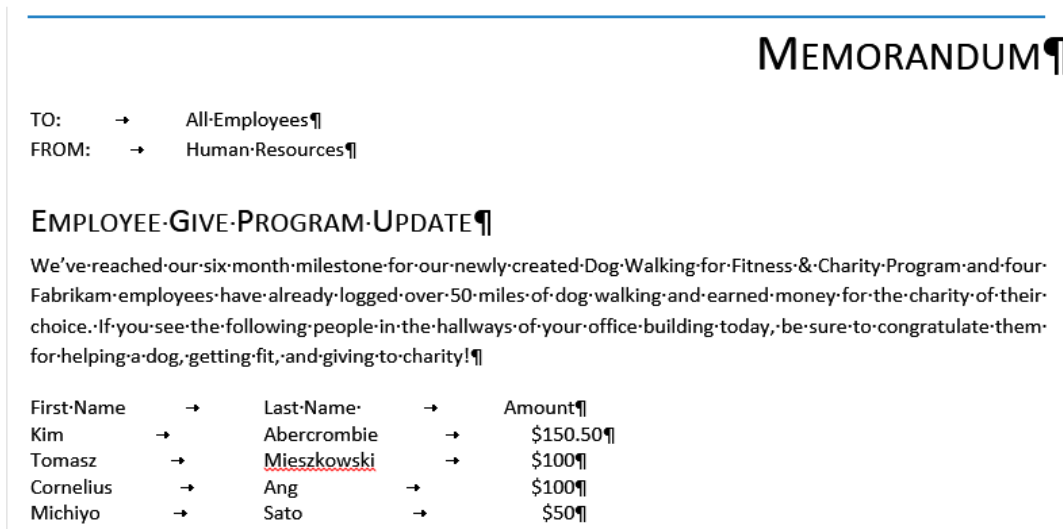 MEMORANDUM¶
TO: → All·Employees¶
FROM: → Human·Resources¶
EMPLOYEE·GIVE·PROGRAM·UPDATE¶
We’ve·reached·our·six·month·milestone·for·our·newly·created·Dog·Walking·for·Fitness·&·Charity·Program·and·four·
Fabrikam·employees·have·already·logged·over·50·miles·of·dog·walking·and·earned·money·for·the·charity·of·their·
choice.·If·you·see·the·following·people·in·the·hallways·of·your·office·building·today,·be·sure·to·congratulate·them·
for·helping·a·dog,·getting·fit,·and·giving·to·charity!¶
First·Name → Last·Name· → Amount¶
Kim → Abercrombie → $150.50¶
Tomasz → Mieszkowski → $100¶
Cornelius → Ang → $100¶
Michiyo → Sato → $50¶